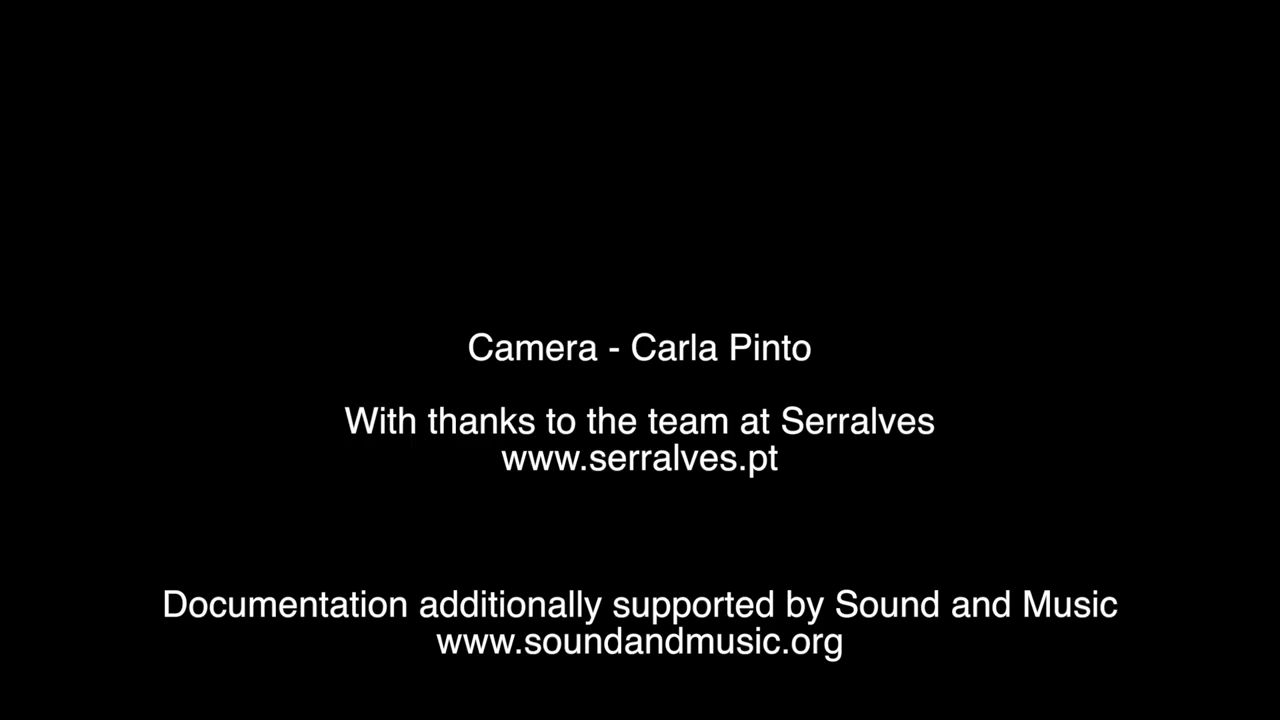 Camera - Carla Pinto
With thanks to the team at Serralves
www.serralves.pt
Documentation additionally supported by Sound and Music
www.soundandmusic.org